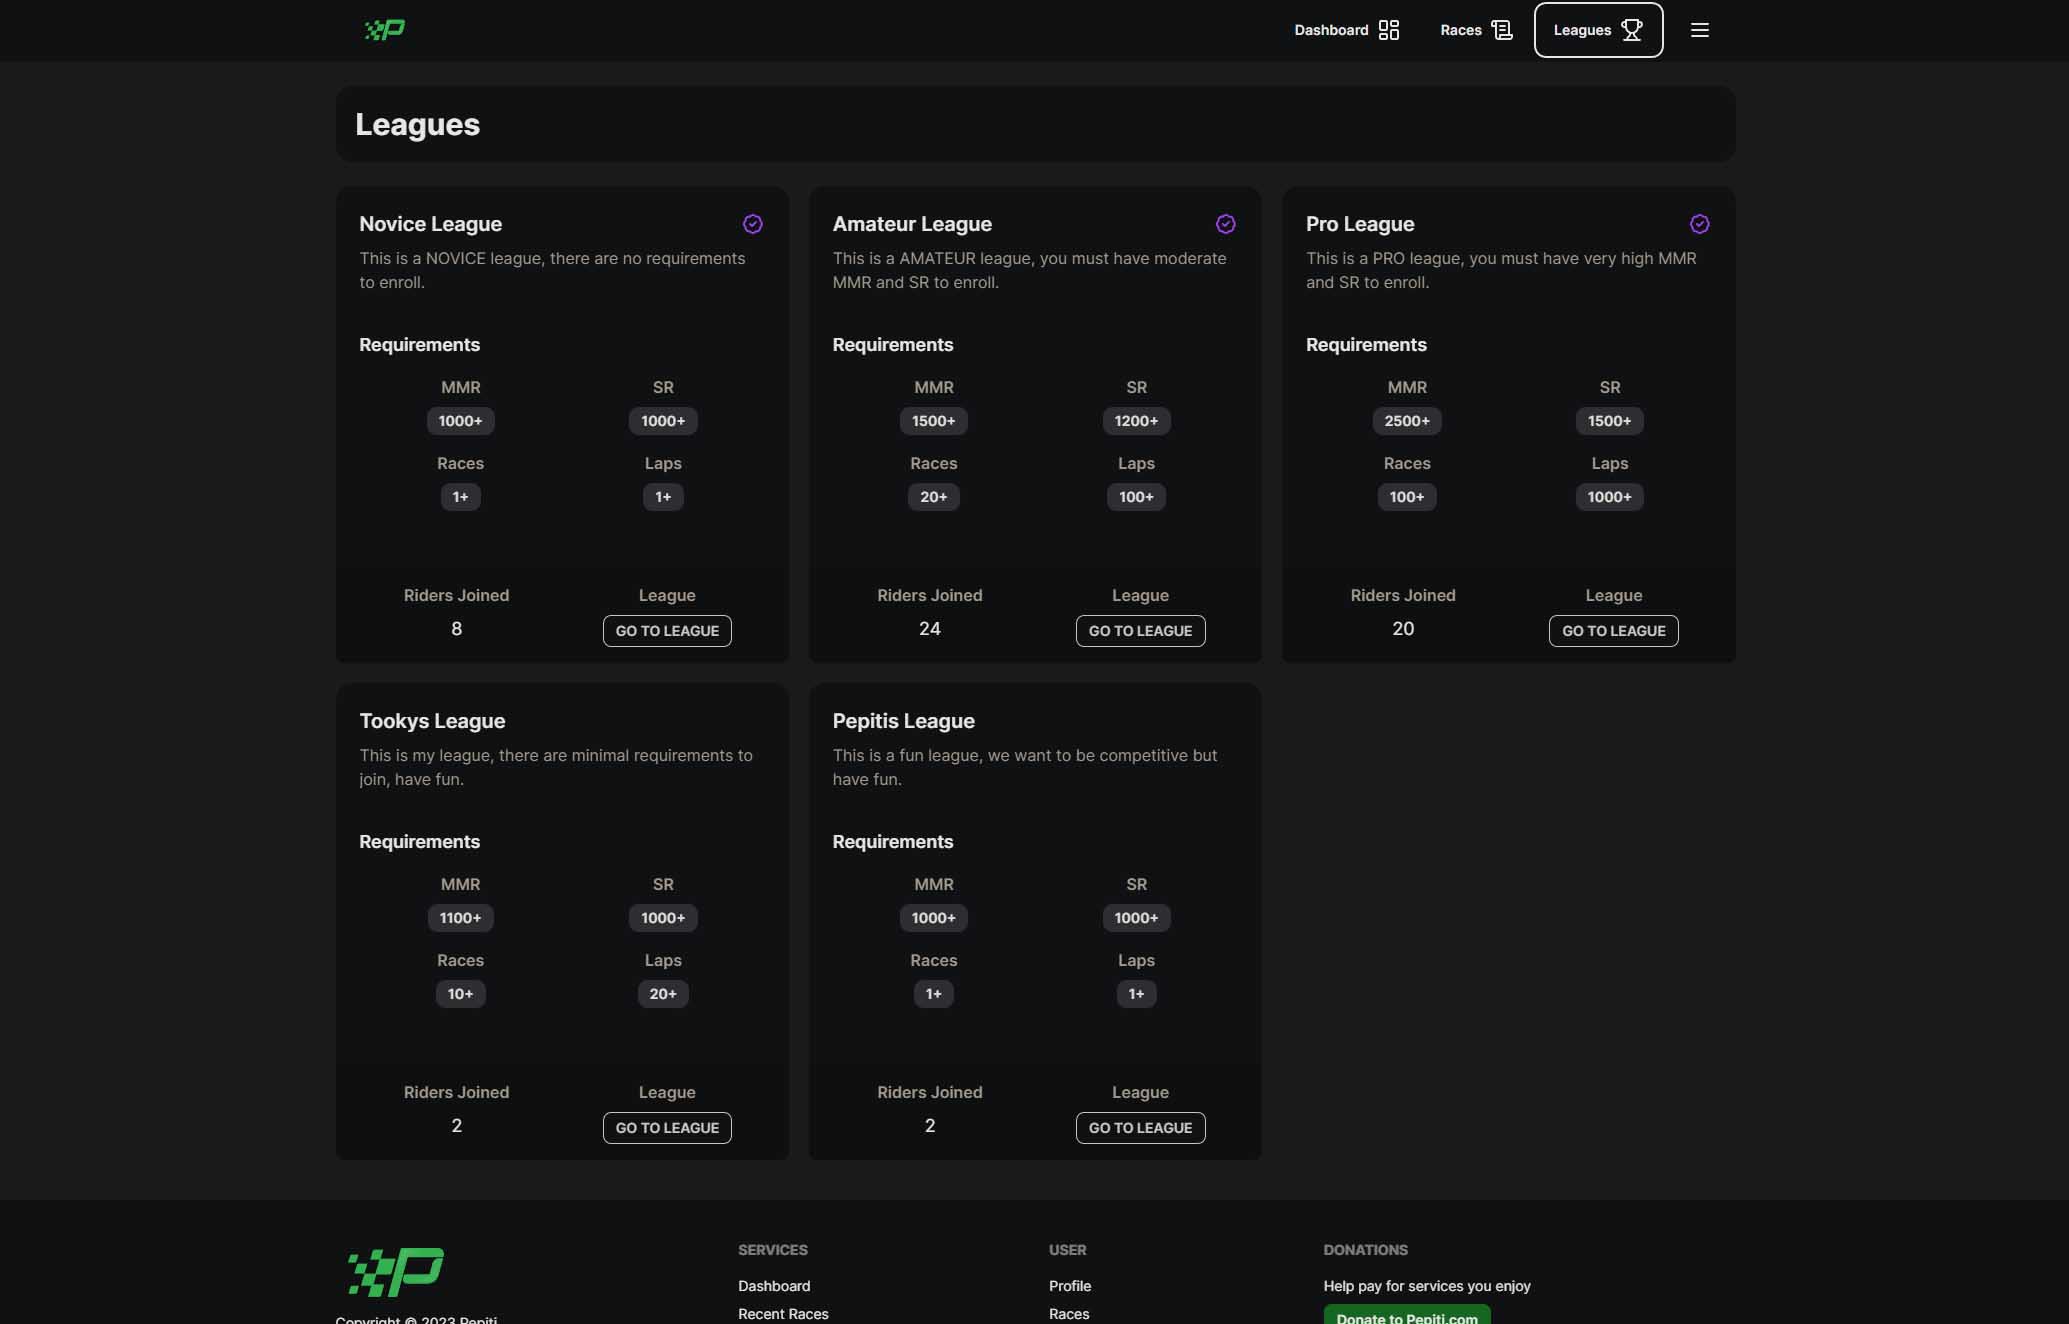 Dashboard
Races
Leagues
Leagues
Novice League
This is a NOVICE league, there are no requirements
to enroll.
Requirements
MMR SR
1000+ 1000+
Races Laps
1+ 1+
Riders Joined League
8 GO TO LEAGUE
Amateur League
This is a AMATEUR league, you must have moderate
MMR and SR to enroll.
Requirements
MMR SR
1500+ 1200+
Races Laps
20+ 100+
Riders Joined League
24 GO TO LEAGUE
Pro League
This is a PRO league, you must have very high MMR
and SR to enroll.
Requirements
MMR SR
2500+ 1500+
Races Laps
100+ 1000+
Riders Joined League
20 GO TO LEAGUE
Tookys League
This is my league, there are minimal requirements to
join, have fun.
Requirements
MMR SR
1100+ 1000+
Races Laps
10+ 20+
Riders Joined League
2 GO TO LEAGUE
Pepitis League
This is a fun league, we want to be competitive but
have fun.
Requirements
MMR SR
1000+ 1000+
Races Laps
1+ 1+
Riders Joined League
2 GO TO LEAGUE
P
Copyright © 2023 Pepiti
SERVICES
Dashboard
Recent Races
USER
Profile
Races
DONATIONS
Help pay for services you enjoy
Donate to Pepiti.com